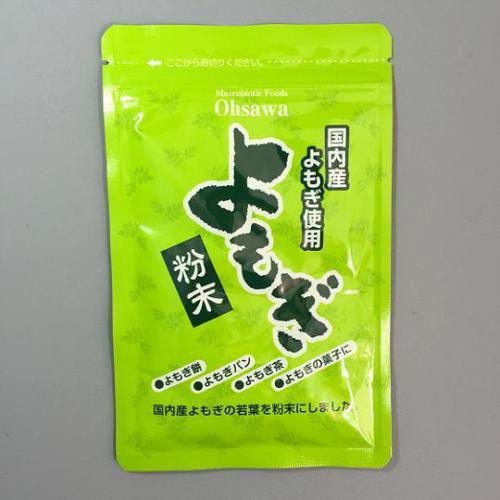 ← ここからお切りください。
Macrobiotic Foods
Ohsawa
国内産
よもぎ使用
よもぎ
粉末
●よもぎ餅 ●よもぎパン ●よもぎ茶 ●よもぎの菓子に
国内産よもぎの若葉を粉末にしました。